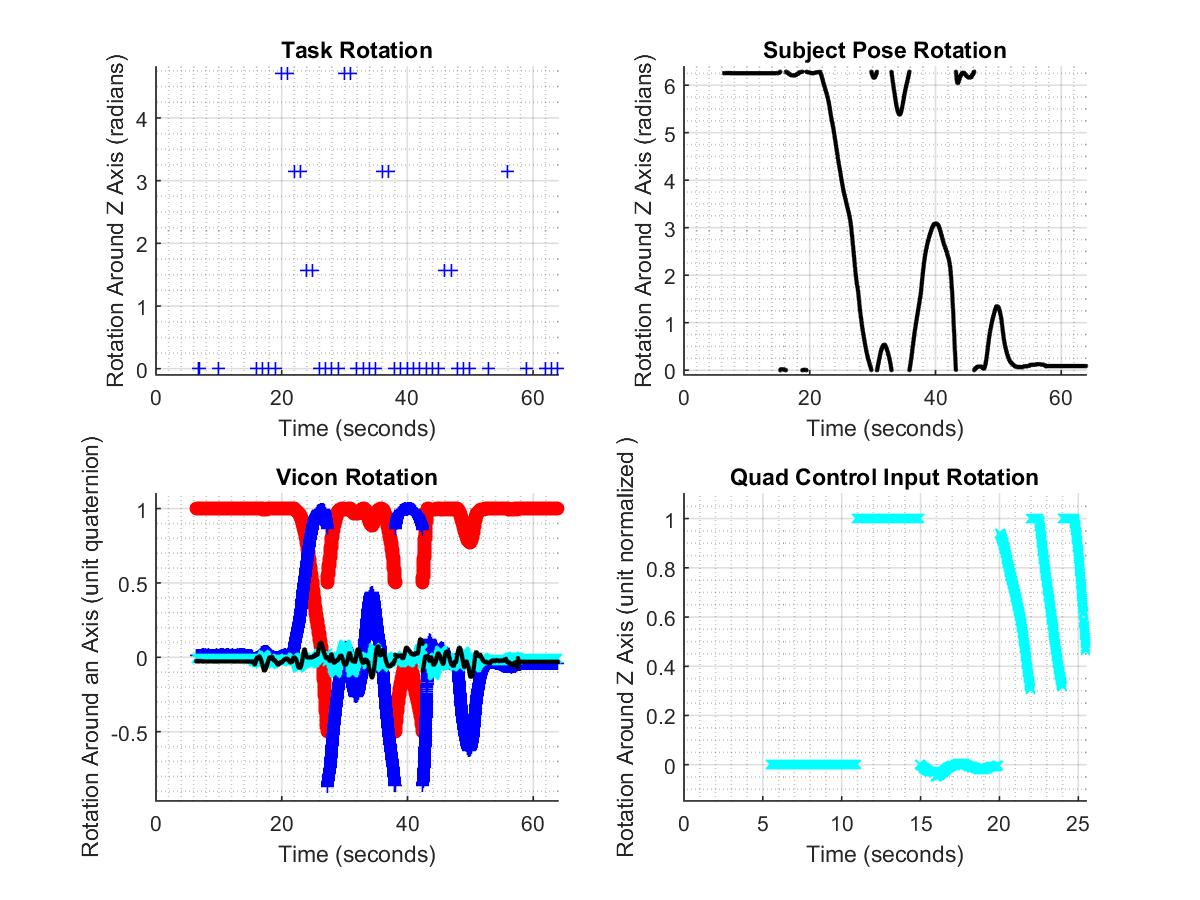 Task Rotation
Rotation Around Z Axis (radians)
4
3
2
1
0
0 20 40 60
Time (seconds)
Subject Pose Rotation
Rotation Around Z Axis (radians)
6
5
4
3
2
1
0
0 20 40 60
Time (seconds)
Vicon Rotation
Rotation Around an Axis (unit quaternion)
1
0.5
0
-0.5
0 20 40 60
Time (seconds)
Quad Control Input Rotation
Rotation Around Z Axis (unit normalized )
1
0.8
0.6
0.4
0.2
0
0 5 10 15 20 25
Time (seconds)